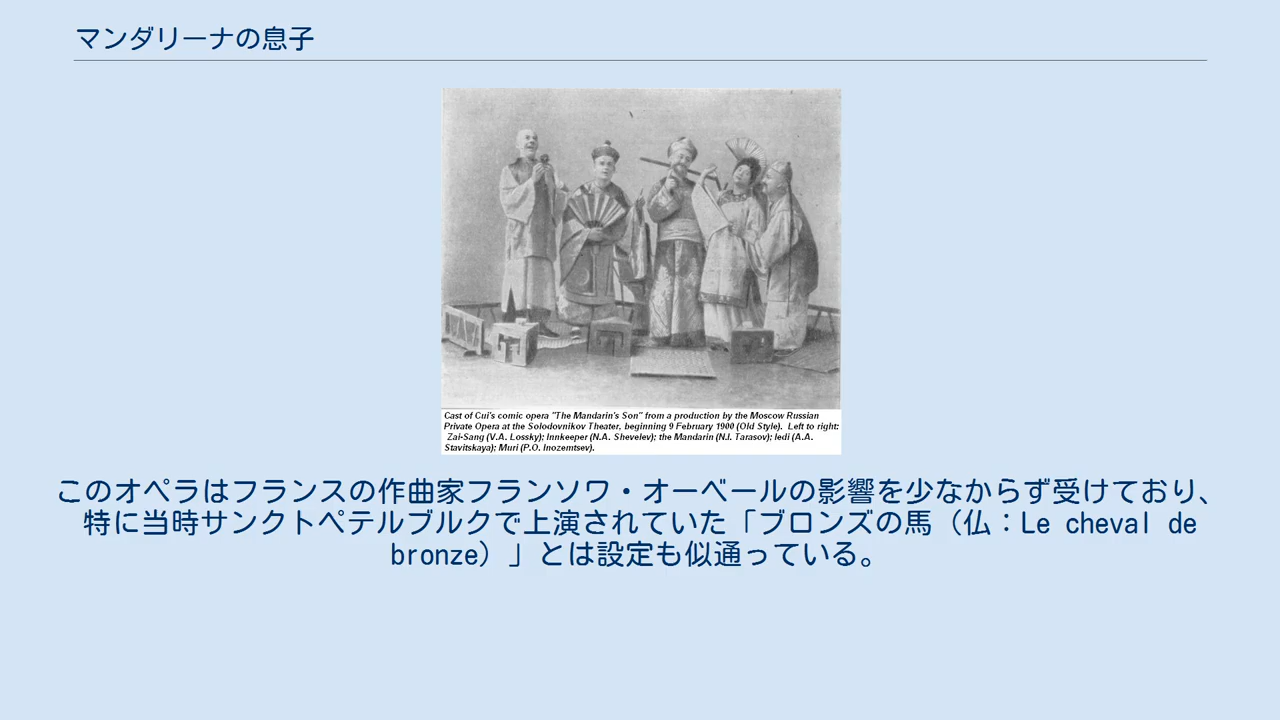 マンダリーナの息子
Cast of Cui's comic opera "The Mandarin's Son" from a production by the Moscow Russian
Private Opera at the Solodovnikov Theater, beginning 9 February 1900 (Old Style). Left to right:
Zai-Sang (V.A. Lossky); Innkeeper (N.A. Shevelev); the Mandarin (N.I. Tarasov); Iedi (A.A.
Stavitskaya); Muri (P.O. Inozemtsev).
このオペラはフランスの作曲家フランソワ・オーベールの影響を少なからず受けており、
特に当時サンクトペテルブルクで上演されていた「ブロンズの馬（仏：Le cheval de
bronze）」とは設定も似通っている。